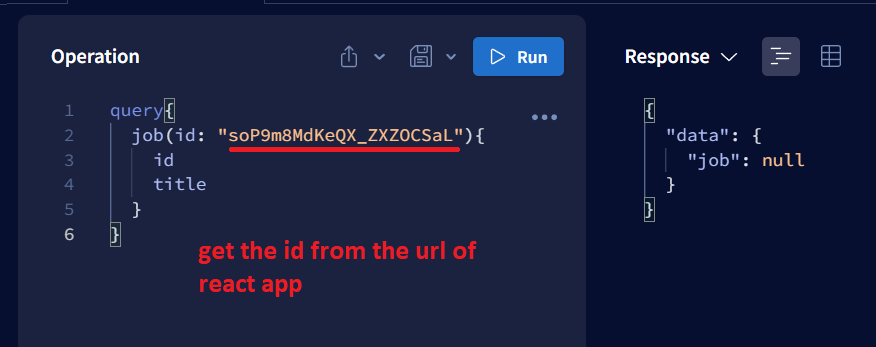 Operation
Run
1 query{
2 job(id: "soP9m8MdKeQX_ZXZOCSaL"){
3 id
4 title
5 }
6 }
get the id from the url of
react app
Response
{
"data": {
"job": null
}
}